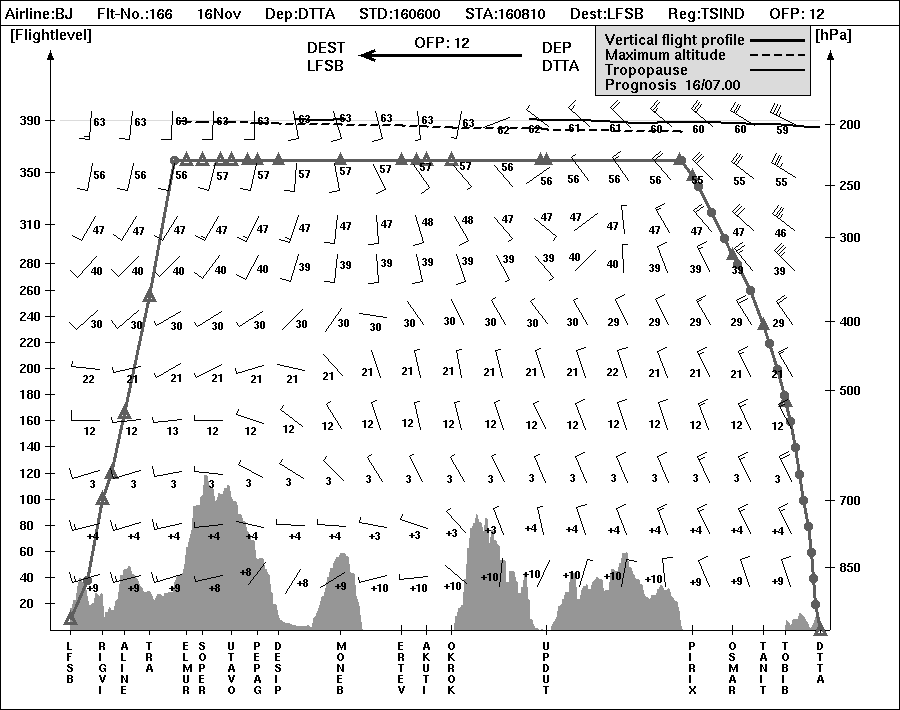 Airline:BJ Flt-No.:166 16Nov Dep:DTTA STD:160600 STA:160810 Dest:LFSB Reg:TSIND OFP: 12
[Flightlevel] DEST LFSB OFP: 12 DEP DTTA [hPa]
Vertical flight profile
Maximum altitude
Tropopause
Prognosis 16/07.00
390 63 63 63 63 63 63 63 63 63 63 62 62 61 61 60 60 60 59 200
350 56 56 56 57 57 57 57 57 57 57 56 56 56 56 56 55 55 55 250
310 47 47 47 47 47 47 47 47 48 48 47 47 47 47 47 47 47 46 300
280 40 40 40 40 40 39 39 39 39 39 39 39 40 40 39 39 39 39
260
240 30 30 30 30 30 30 30 30 30 30 30 30 30 29 29 29 29 29 400
220
200 22 21 21 21 21 21 21 21 21 21 21 21 21 22 21 21 21 21
180 500
160 12 12 13 12 12 12 12 12 12 12 12 12 12 12 12 12 12 12
140
120 3 3 3 3 3 3 3 3 3 3 3 3 3 3 3 3 3 3
100 700
80 +4 +4 +4 +4 +4 +4 +4 +3 +3 +3 +3 +4 +4 +4 +4 +4 +4 +4
60 850
40 +9 +9 +9 +8 +8 +8 +9 +10 +10 +10 +10 +10 +10 +10 +10 +9 +9 +9
20
LFSB
RIGVI
ALINE
TRA
ELMUR
SOPER
UTAVO
PEPAG
DESIP
MONEB
ERTEV
AKUTI
OKROK
UPDUT
PIRIX
OSMAR
TANIT
TOBIB
DTTA